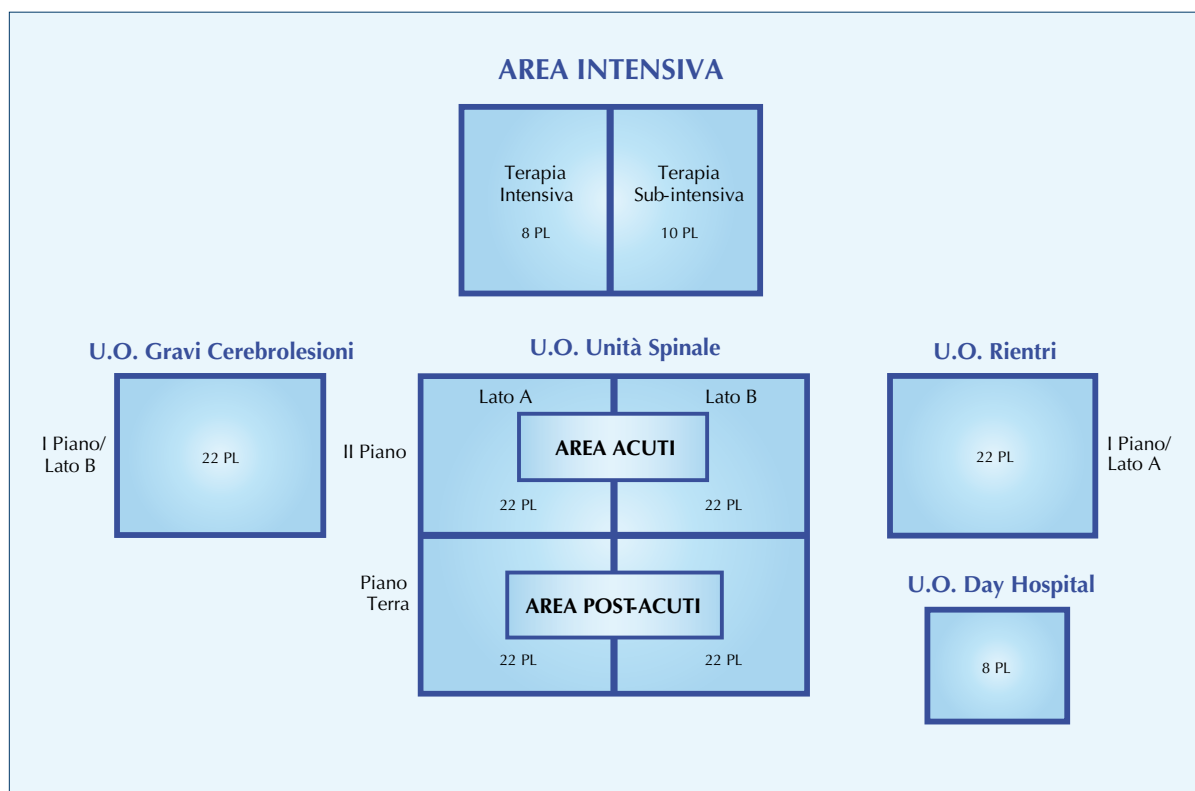 AREA INTENSIVA
Terapia
Intensiva
8 PL
Terapia
Sub-intensiva
10 PL
U.O. Gravi Cerebrolesioni
I Piano/
Lato B
22 PL
U.O. Unità Spinale
Lato A
Lato B
II Piano
AREA ACUTI
22 PL
22 PL
Piano
Terra
AREA POST-ACUTI
22 PL
22 PL
U.O. Rientri
22 PL
I Piano/
Lato A
U.O. Day Hospital
8 PL